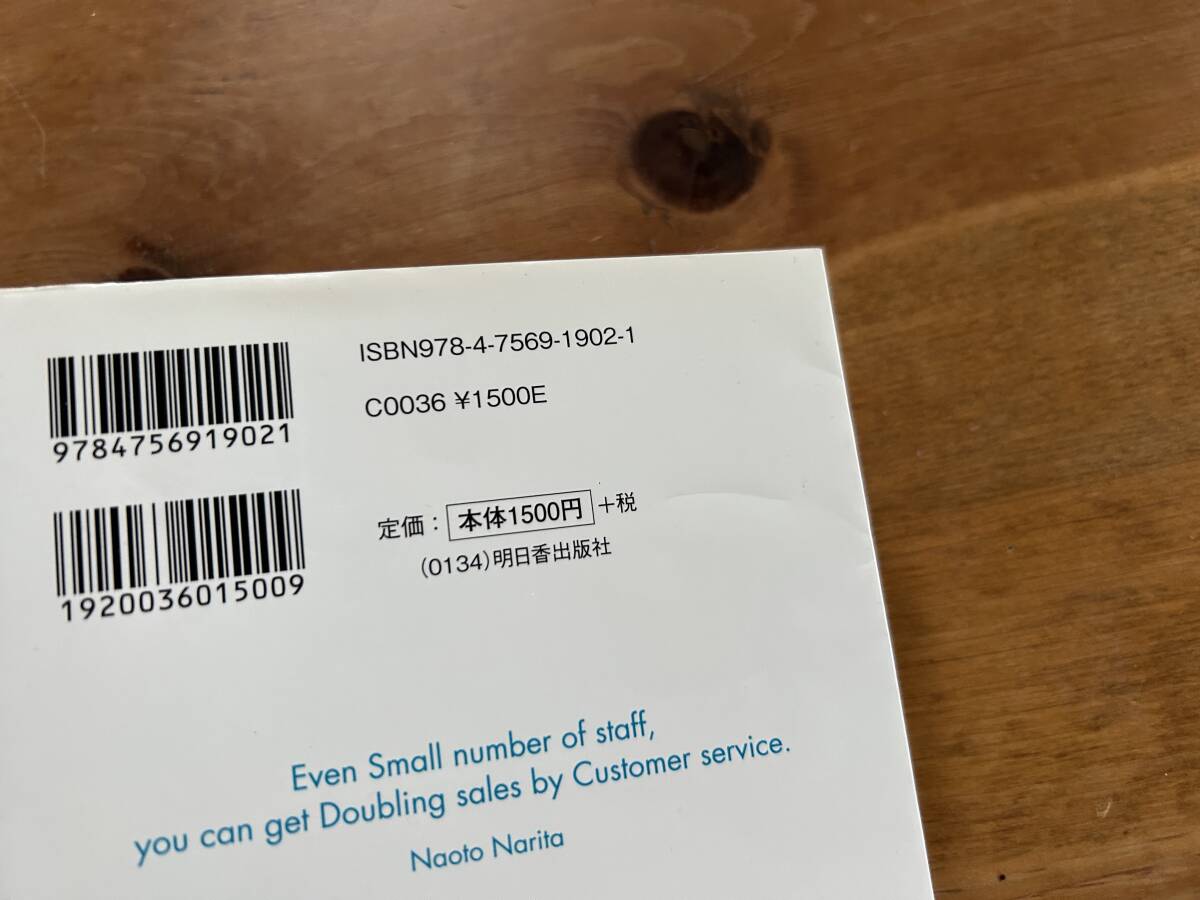 9784756919021
ISBN978-4-7569-1902-1
C0036 ¥1500E
1920036015009
定価：本体1500円+税
(0134)明日香出版社
Even Small number of staff,
you can get Doubling sales by Customer service.
Naoto Narita